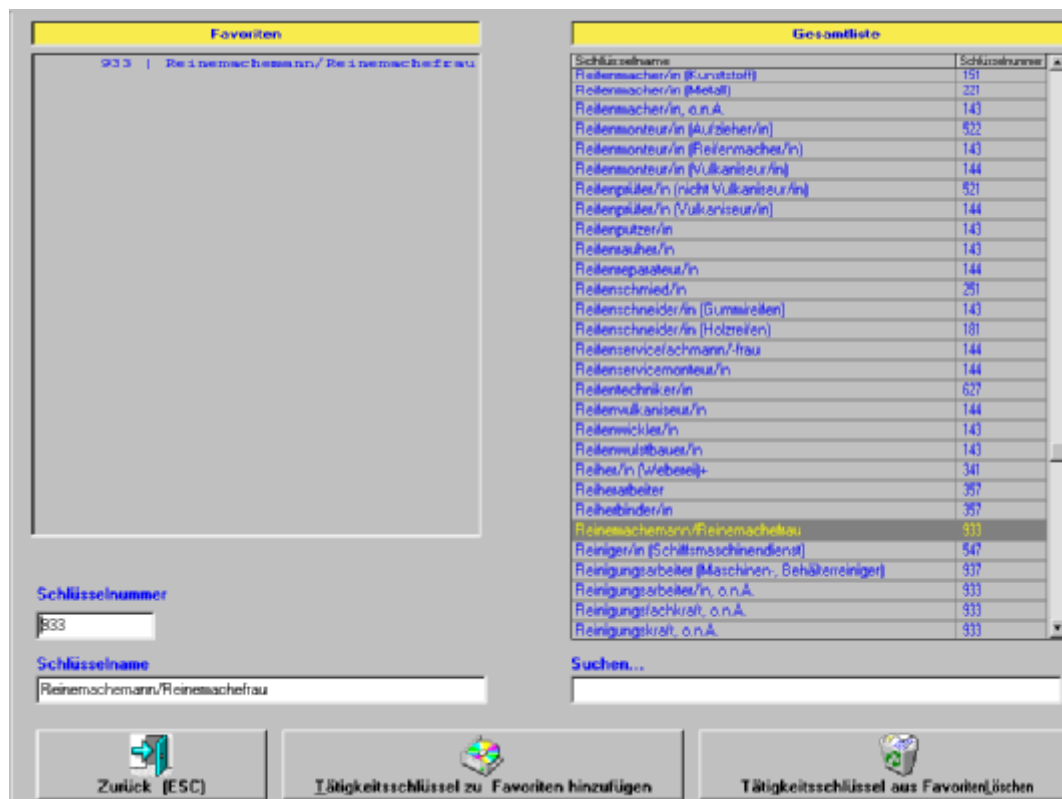 Favoriten
933 | Reinemachemann/Reinemachefrau
Schlüsselnummer
933
Schlüsselname
Reinemachemann/Reinemachefrau
Gesamtliste
Schlüsselname Schlüsselnummer
Reifenmacher/in (Kunststoff) 151
Reifenmacher/in (Metall) 221
Reifenmacher/in, o.n.A. 143
Reifenmonteur/in (Aufzieher/in) 522
Reifenmonteur/in (Reifenmacher/in) 143
Reifenmonteur/in (Vulkaniseur/in) 144
Reifenprüfer/in (nicht Vulkaniseur/in) 521
Reifenprüfer/in (Vulkaniseur/in) 144
Reifenputzer/in 143
Reifenrauher/in 143
Reifenreparateur/in 144
Reifenschmied/in 251
Reifenschneider/in (Gummireifen) 143
Reifenschneider/in (Holzreifen) 181
Reifenservicefachmann/-frau 144
Reifenservicemonteur/in 144
Reifentechniker/in 627
Reifenvulkaniseur/in 144
Reifenwickler/in 143
Reifenwulstbauer/in 143
Reiher/in (Weberei)+ 341
Reiherarbeiter 357
Reiherbinder/in 357
Reinemachemann/Reinemachefrau 933
Reiniger/in (Schiffsmaschinendienst) 547
Reinigungsarbeiter (Maschinen-, Behälterreiniger) 937
Reinigungsarbeiter/in, o.n.A. 933
Reinigungsfachkraft, o.n.A. 933
Reinigungskraft, o.n.A. 933
Suchen...
Zurück (ESC)
Tätigkeitsschlüssel zu Favoriten hinzufügen
Tätigkeitsschlüssel aus Favoriten Löschen